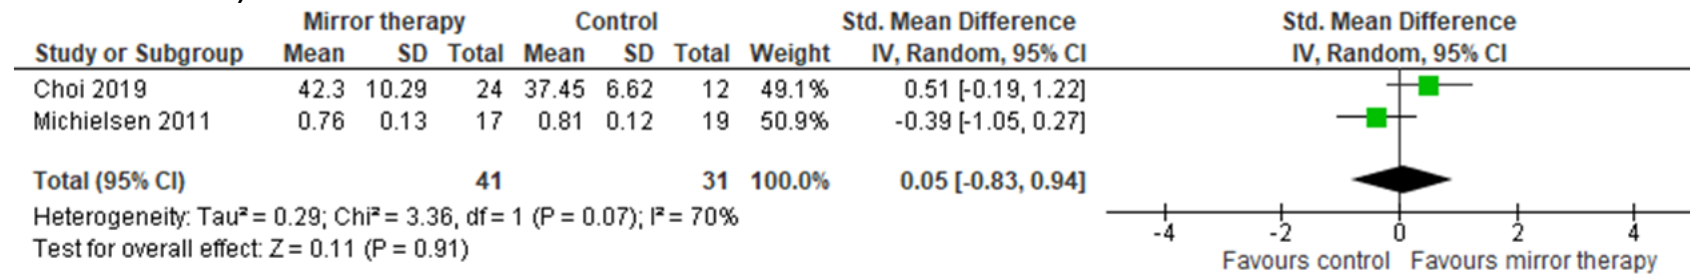 Mirror therapy Control Std. Mean Difference Std. Mean Difference
Study or Subgroup Mean SD Total Mean SD Total Weight IV, Random, 95% CI IV, Random, 95% CI
Choi 2019 42.3 10.29 24 37.45 6.62 12 49.1% 0.51 [-0.19, 1.22]
Michielsen 2011 0.76 0.13 17 0.81 0.12 19 50.9% -0.39 [-1.05, 0.27]
Total (95% CI) 41 31 100.0% 0.05 [-0.83, 0.94]
Heterogeneity: Tau² = 0.29; Chi² = 3.36, df = 1 (P = 0.07); I² = 70%
Test for overall effect: Z = 0.11 (P = 0.91)
-4 -2 0 2 4
Favours control Favours mirror therapy